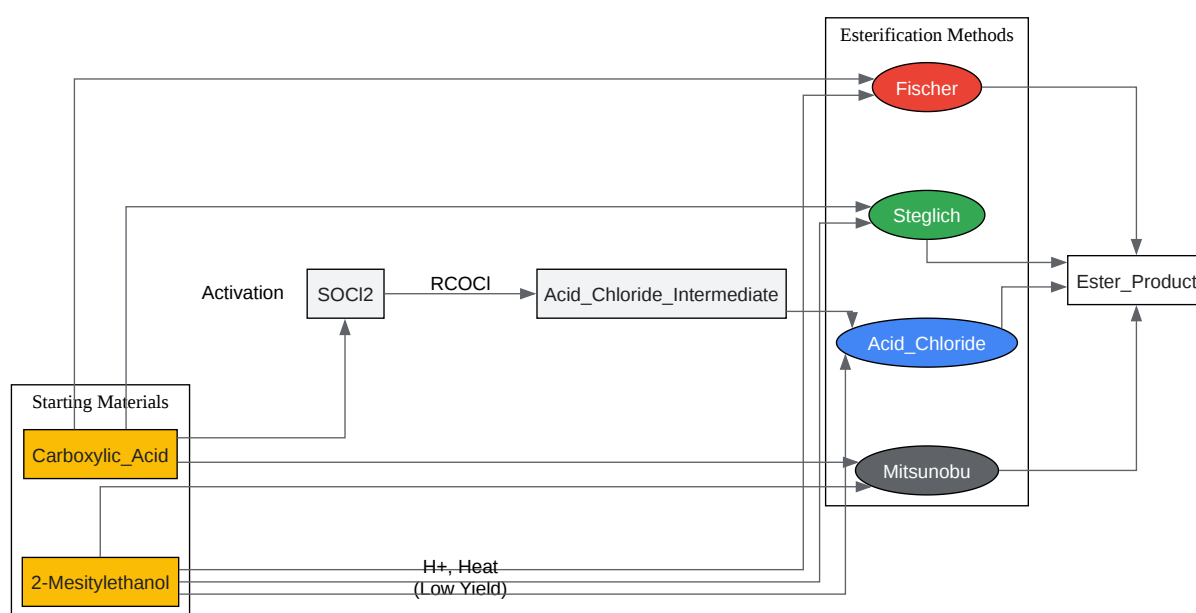 Esterification Methods
Fischer
Steglich
Activation
SOCl2
RCOCl
Acid_Chloride_Intermediate
Ester_Product
Acid_Chloride
Starting Materials
Carboxylic_Acid
Mitsunobu
2-Mesitylethanol
H+, Heat
(Low Yield)